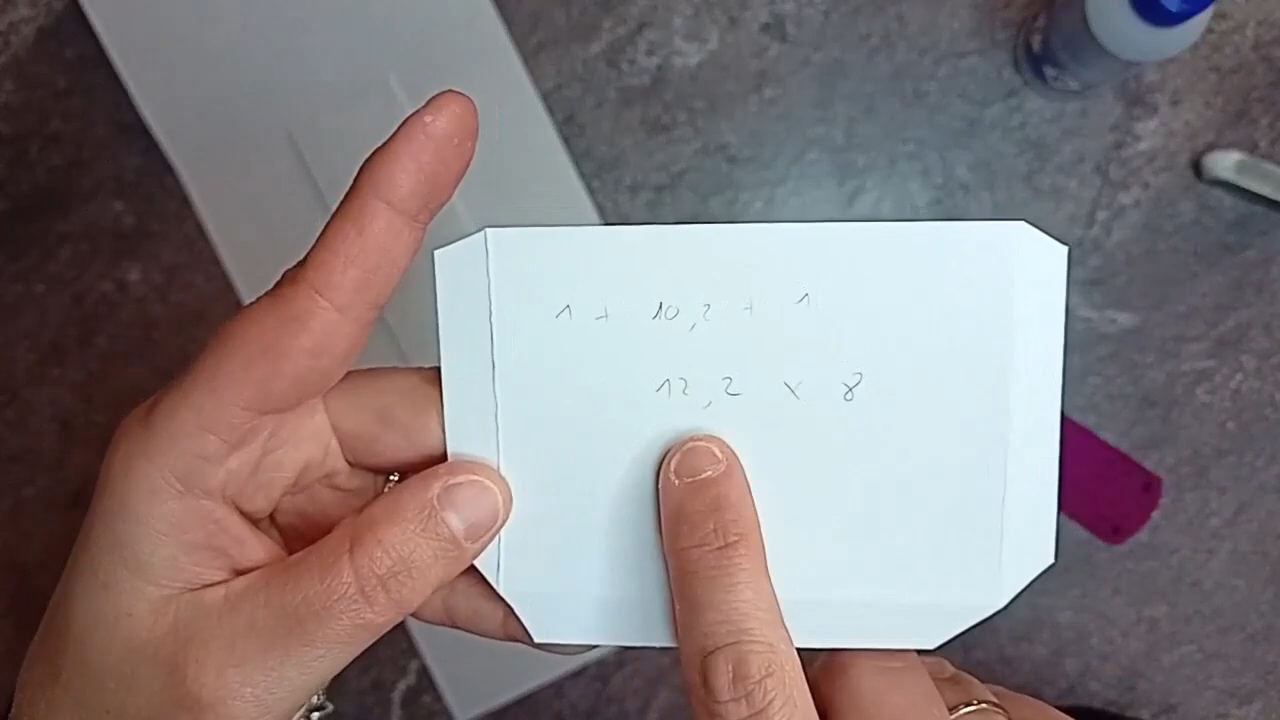 1 + 10,2 + 1
12,2 x 8